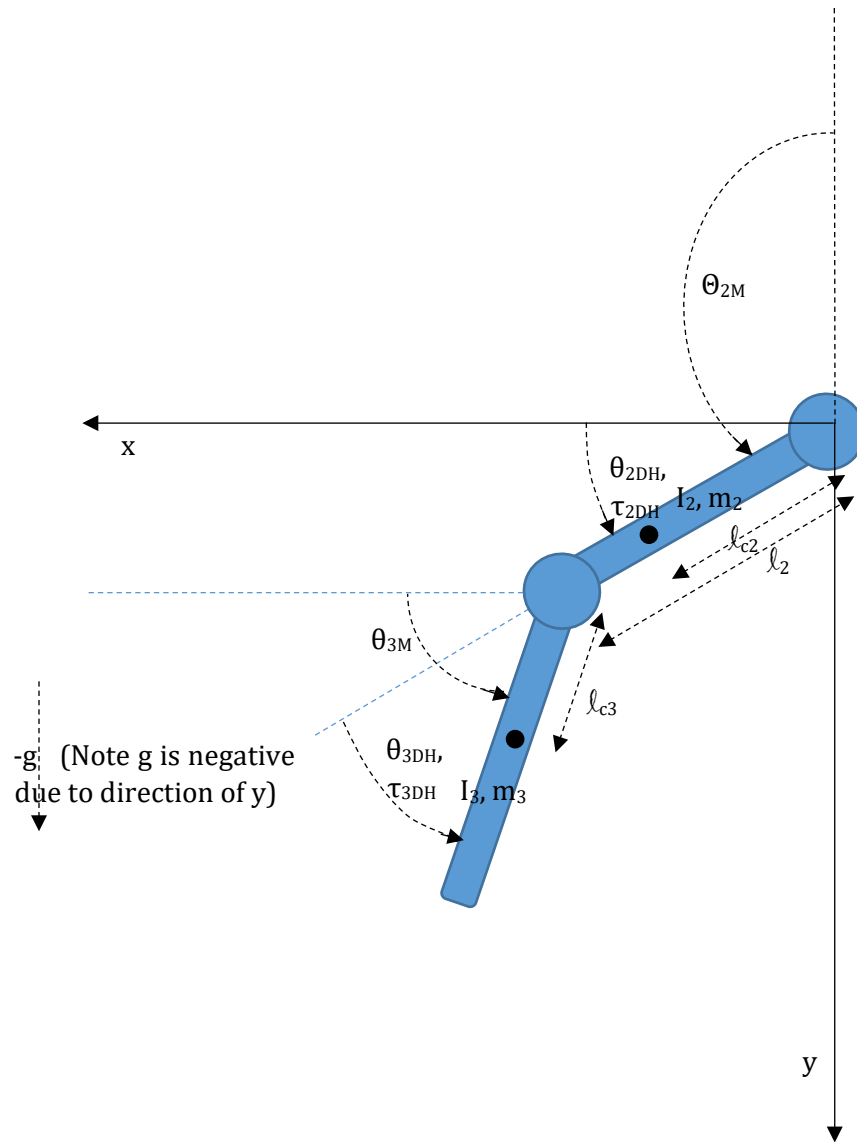 Θ2M
x
θ2DH,
τ2DH I2, m2
ℓc2
ℓ2
θ3M
ℓc3
-g (Note g is negative
due to direction of y)
θ3DH,
τ3DH I3, m3
y